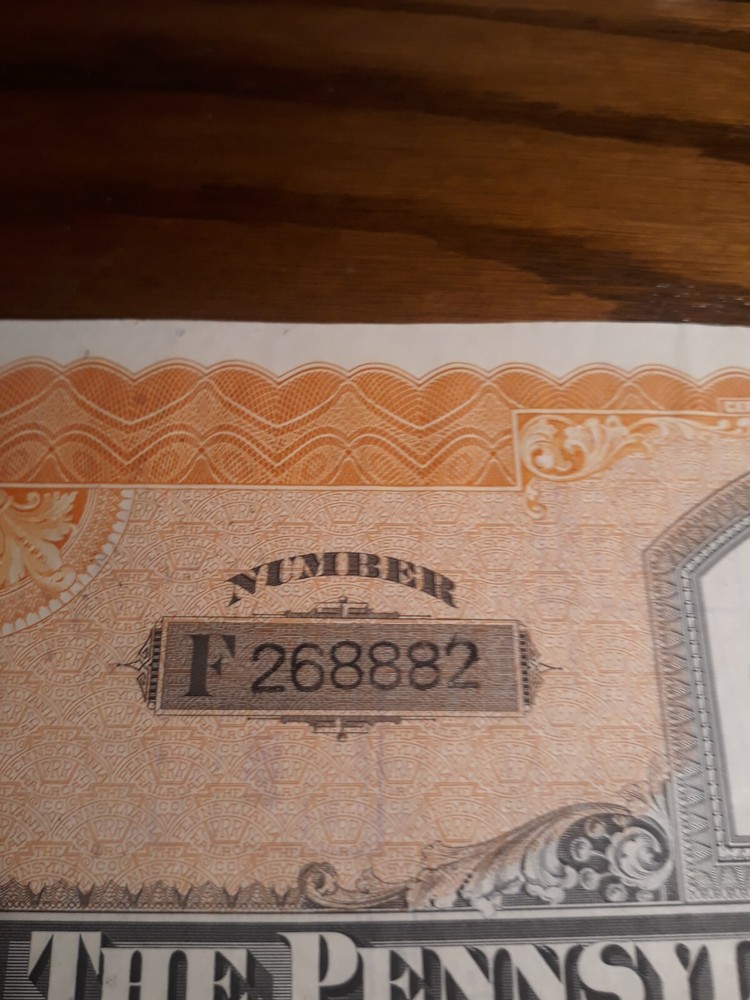 NUMBER
F 268882
THE PENNSY